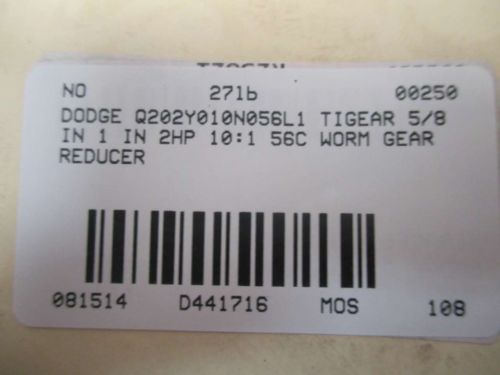 NO 271b 00250
DODGE Q202Y010N056L1 TIGEAR 5/8
IN 1 IN 2HP 10:1 56C WORM GEAR
REDUCER
081514 D441716 MOS 108